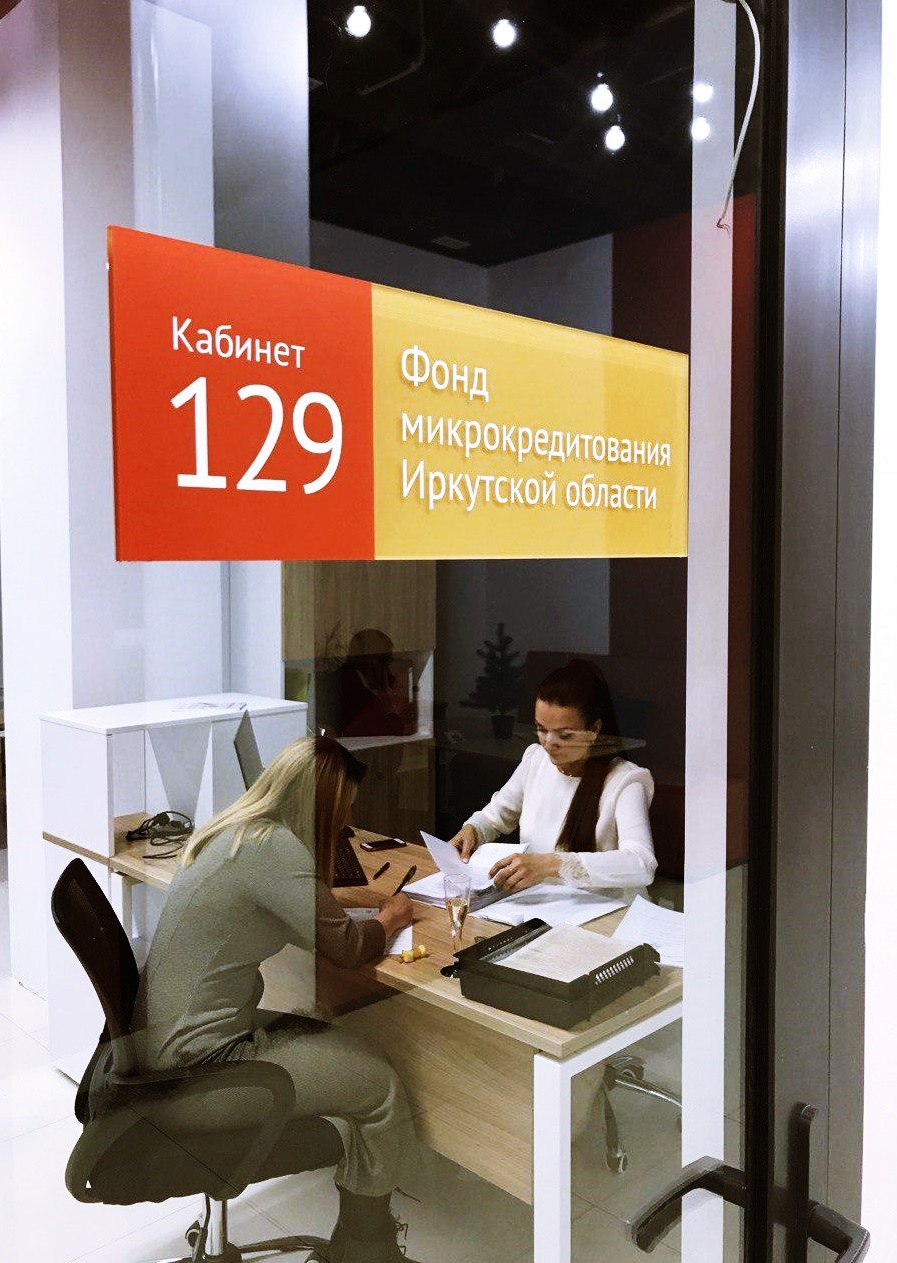 Кабинет
129
Фонд
микрокредитования
Иркутской области